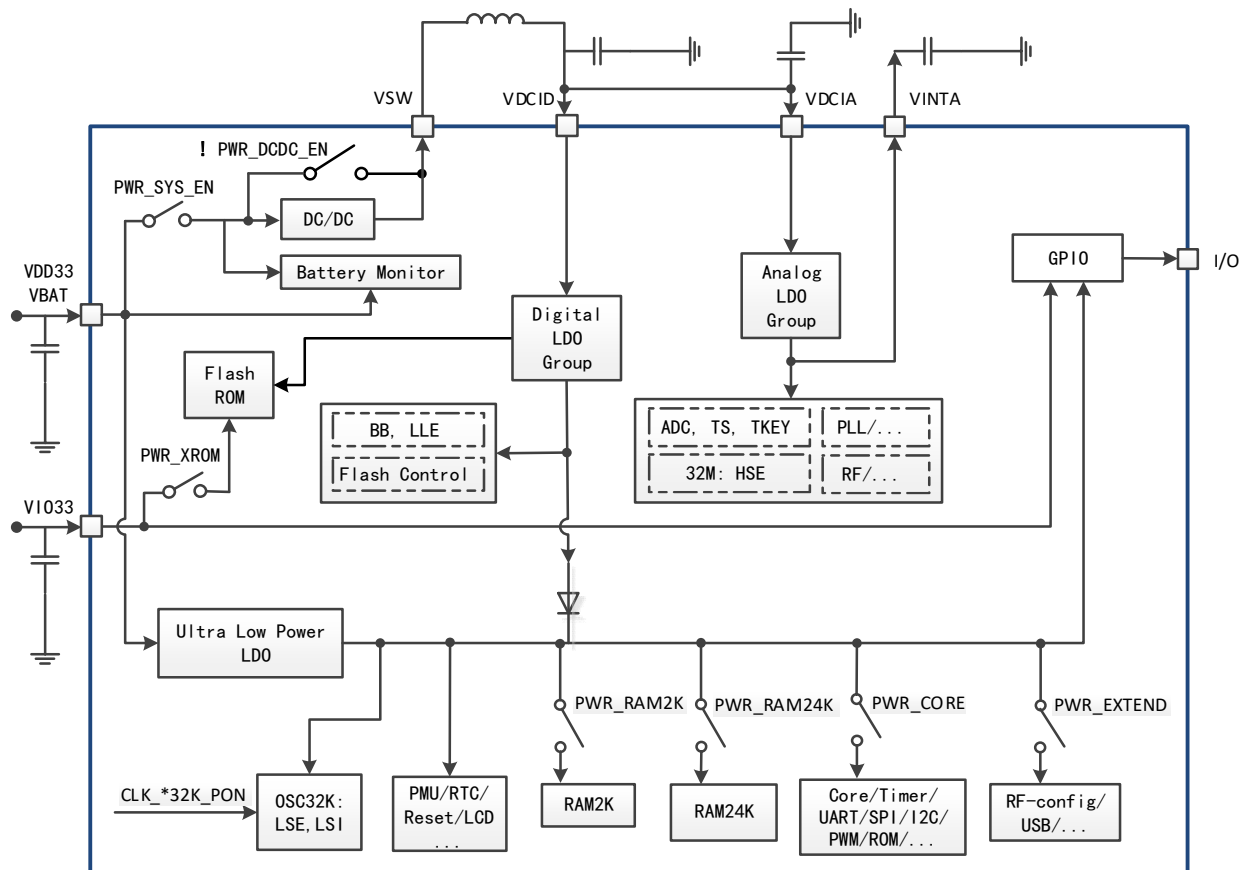 VSW
VDCID
VDCIA
VINTA
! PWR_DCDC_EN
PWR_SYS_EN
DC/DC
Battery Monitor
VDD33
VBAT
GPIO
I/O
Analog
LDO
Group
Digital
LDO
Group
Flash
ROM
BB, LLE
Flash Control
ADC, TS, TKEY
PLL/...
32M: HSE
RF/...
PWR_XROM
VIO33
Ultra Low Power
LDO
PWR_RAM2K
PWR_RAM24K
PWR_CORE
PWR_EXTEND
CLK_*32K_PON
OSC32K:
LSE,LSI
PMU/RTC/
Reset/LCD
...
RAM2K
RAM24K
Core/Timer/
UART/SPI/I2C/
PWM/ROM/...
RF-config/
USB/...